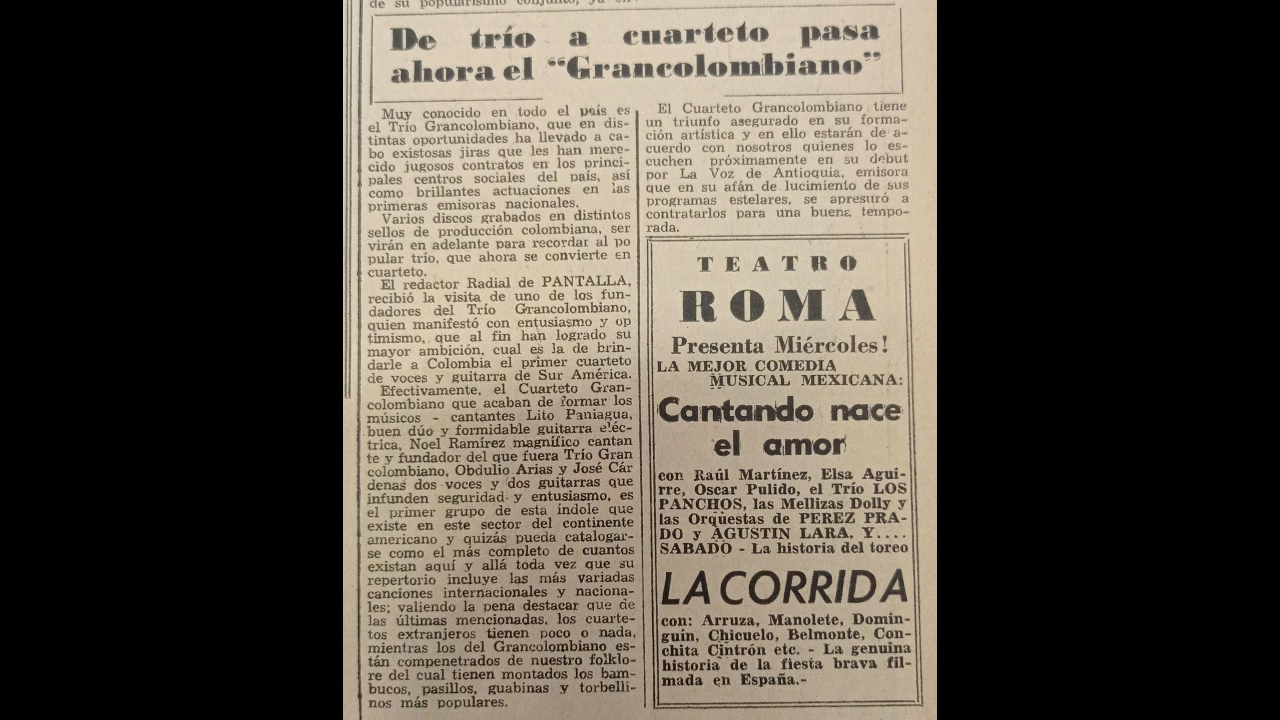 de su popularísimo conjunto, ya en
De trío a cuarteto pasa
ahora el “Grancolombiano”
Muy conocido en todo el país es
el Trío Grancolombiano, que en dis-
tintas oportunidades ha llevado a ca-
bo existosas jiras que les han mere-
cido jugosos contratos en los princi-
pales centros sociales del país, así
como brillantes actuaciones en las
primeras emisoras nacionales.
Varios discos grabados en distintos
sellos de producción colombiana, ser
virán en adelante para recordar al po
pular trío, que ahora se convierte en
cuarteto.
El redactor Radial de PANTALLA,
recibió la visita de uno de los fun-
dadores del Trío Grancolombiano,
quien manifestó con entusiasmo y op
timismo, que al fin han logrado su
mayor ambición, cual es la de brin-
darle a Colombia el primer cuarteto
de voces y guitarra de Sur América.
Efectivamente, el Cuarteto Gran-
colombiano que acaban de formar los
músicos - cantantes Lito Paniagua,
buen dúo y formidable guitarra eléc-
trica, Noel Ramírez magnífico cantan
te y fundador del que fuera Trío Gran
colombiano, Obdulio Arias y José Cár
denas dos voces y dos guitarras que
infunden seguridad y entusiasmo, es
el primer grupo de esta índole que
existe en este sector del continente
americano y quizás pueda catalogar-
se como el más completo de cuantos
existan aquí y allá toda vez que su
repertorio incluye las más variadas
canciones internacionales y naciona-
les; valiendo la pena destacar que de
las últimas mencionadas, los cuarte-
tos extranjeros tienen poco o nada,
mientras los del Grancolombiano es-
tán compenetrados de nuestro folklo-
re del cual tienen montados los bam-
bucos, pasillos, guabinas y torbelli-
nos más populares.
El Cuarteto Grancolombiano tiene
un triunfo asegurado en su forma-
ción artística y en ello estarán de a-
cuerdo con nosotros quienes lo es-
cuchen próximamente en su debut
por La Voz de Antioquia, emisora
que en su afán de lucimiento de sus
programas estelares, se apresuró a
contratarlos para una buena tempo-
rada.
TEATRO
ROMA
Presenta Miércoles!
LA MEJOR COMEDIA
MUSICAL MEXICANA:
Cantando nace
el amor
con Raúl Martínez, Elsa Agui-
rre, Oscar Pulido, el Trío LOS
PANCHOS, las Mellizas Dolly y
las Orquestas de PEREZ PRA-
DO y AGUSTIN LARA. Y....
SABADO - La historia del toreo
LA CORRIDA
con: Arruza, Manolete, Domin-
guín, Chicuelo, Belmonte, Con-
chita Cintrón etc. - La genuina
historia de la fiesta brava fil-
mada en España.-